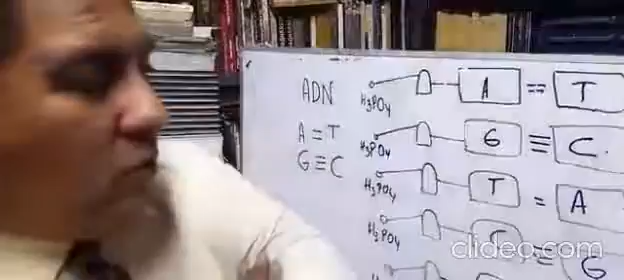 ADN
A = T
G ≡ C
H₃PO₄ A = T
H₃PO₄ G ≡ C.
H₃PO₄ T = A
H₃PO₄ G
clideo.com